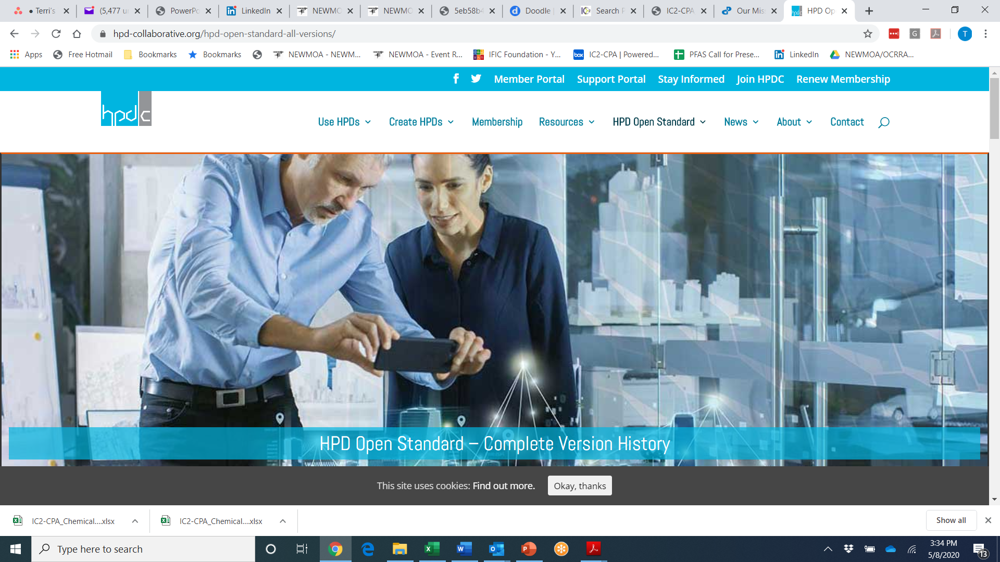 Terri's
(5,477 u
PowerPo
LinkedIn
NEWMO
NEWMO
5eb58b4
Doodle
Search F
IC2-CPA
Our Mis
HPD Op
hpd-collaborative.org/hpd-open-standard-all-versions/
T
Apps
Free Hotmail
Bookmarks
Bookmarks
NEWMOA - NEWM...
NEWMOA - Event R...
IFIC Foundation - Y...
box
IC2-CPA | Powered...
PFAS Call for Prese...
LinkedIn
NEWMOA/OCRRA...
Member Portal
Support Portal
Stay Informed
Join HPDC
Renew Membership
hpdc
Use HPDs
Create HPDs
Membership
Resources
HPD Open Standard
News
About
Contact
HPD Open Standard – Complete Version History
This site uses cookies: Find out more.
Okay, thanks
IC2-CPA_Chemical....xlsx
IC2-CPA_Chemical....xlsx
Show all
Type here to search
3:34 PM
5/8/2020
13